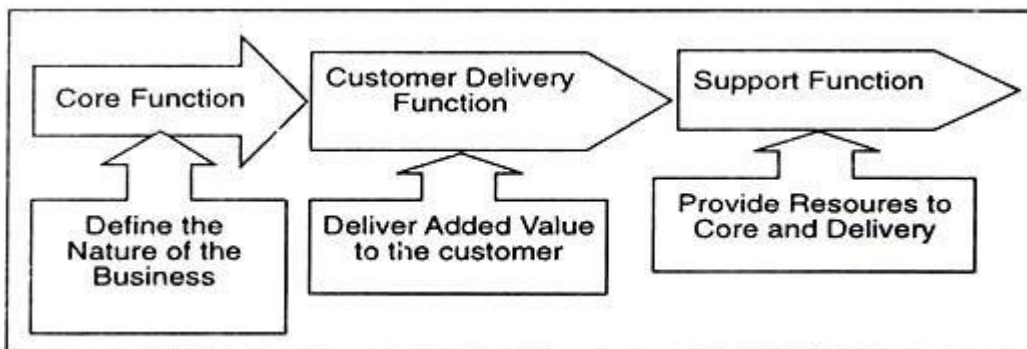 Core Function
Customer Delivery
Function
Support Function
Define the
Nature of the
Business
Deliver Added Value
to the customer
Provide Resoures to
Core and Delivery